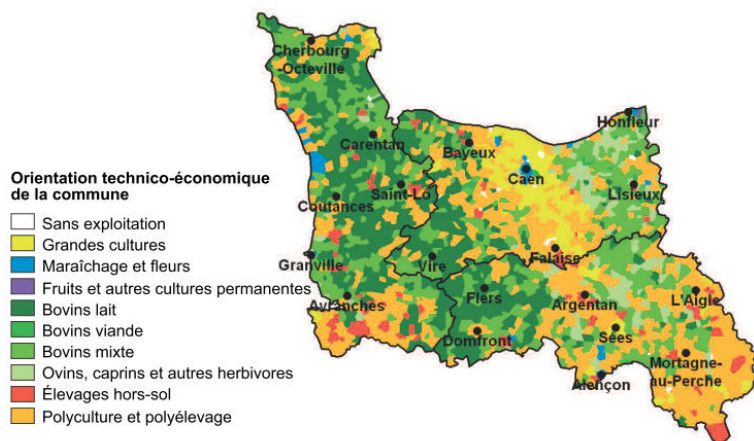 Cherbourg
-Octeville
Honfleur
Carentan
Bayeux
Caen
Saint-Lô
Lisieux
Coutances
Granville
Vire
Falaise
Avranches
Flers
Argentan
L'Aigle
Domfront
Sées
Mortagne-
au-Perche
Alençon
Orientation technico-économique
de la commune
Sans exploitation
Grandes cultures
Maraîchage et fleurs
Fruits et autres cultures permanentes
Bovins lait
Bovins viande
Bovins mixte
Ovins, caprins et autres herbivores
Élevages hors-sol
Polyculture et polyélevage